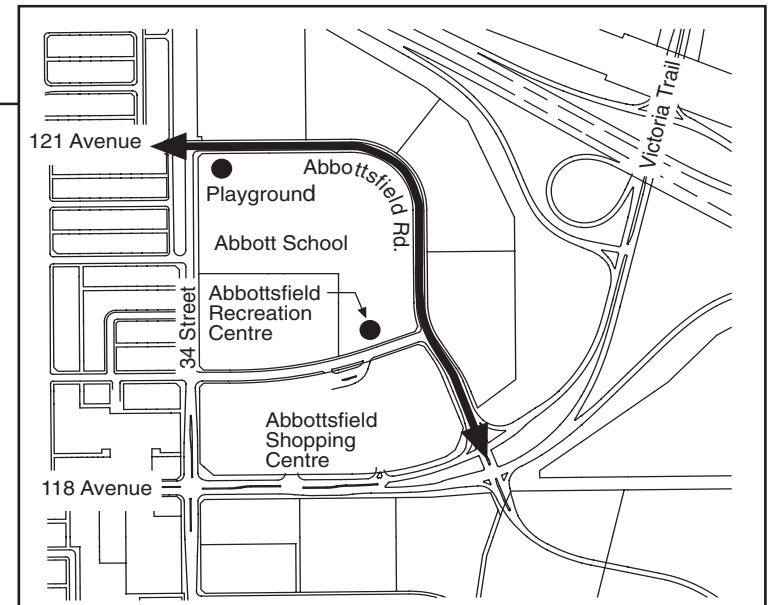 Victoria Trail
121 Avenue
Abbottsfield Rd.
Playground
Abbott School
34 Street
Abbottsfield
Recreation
Centre
Abbottsfield
Shopping
Centre
118 Avenue